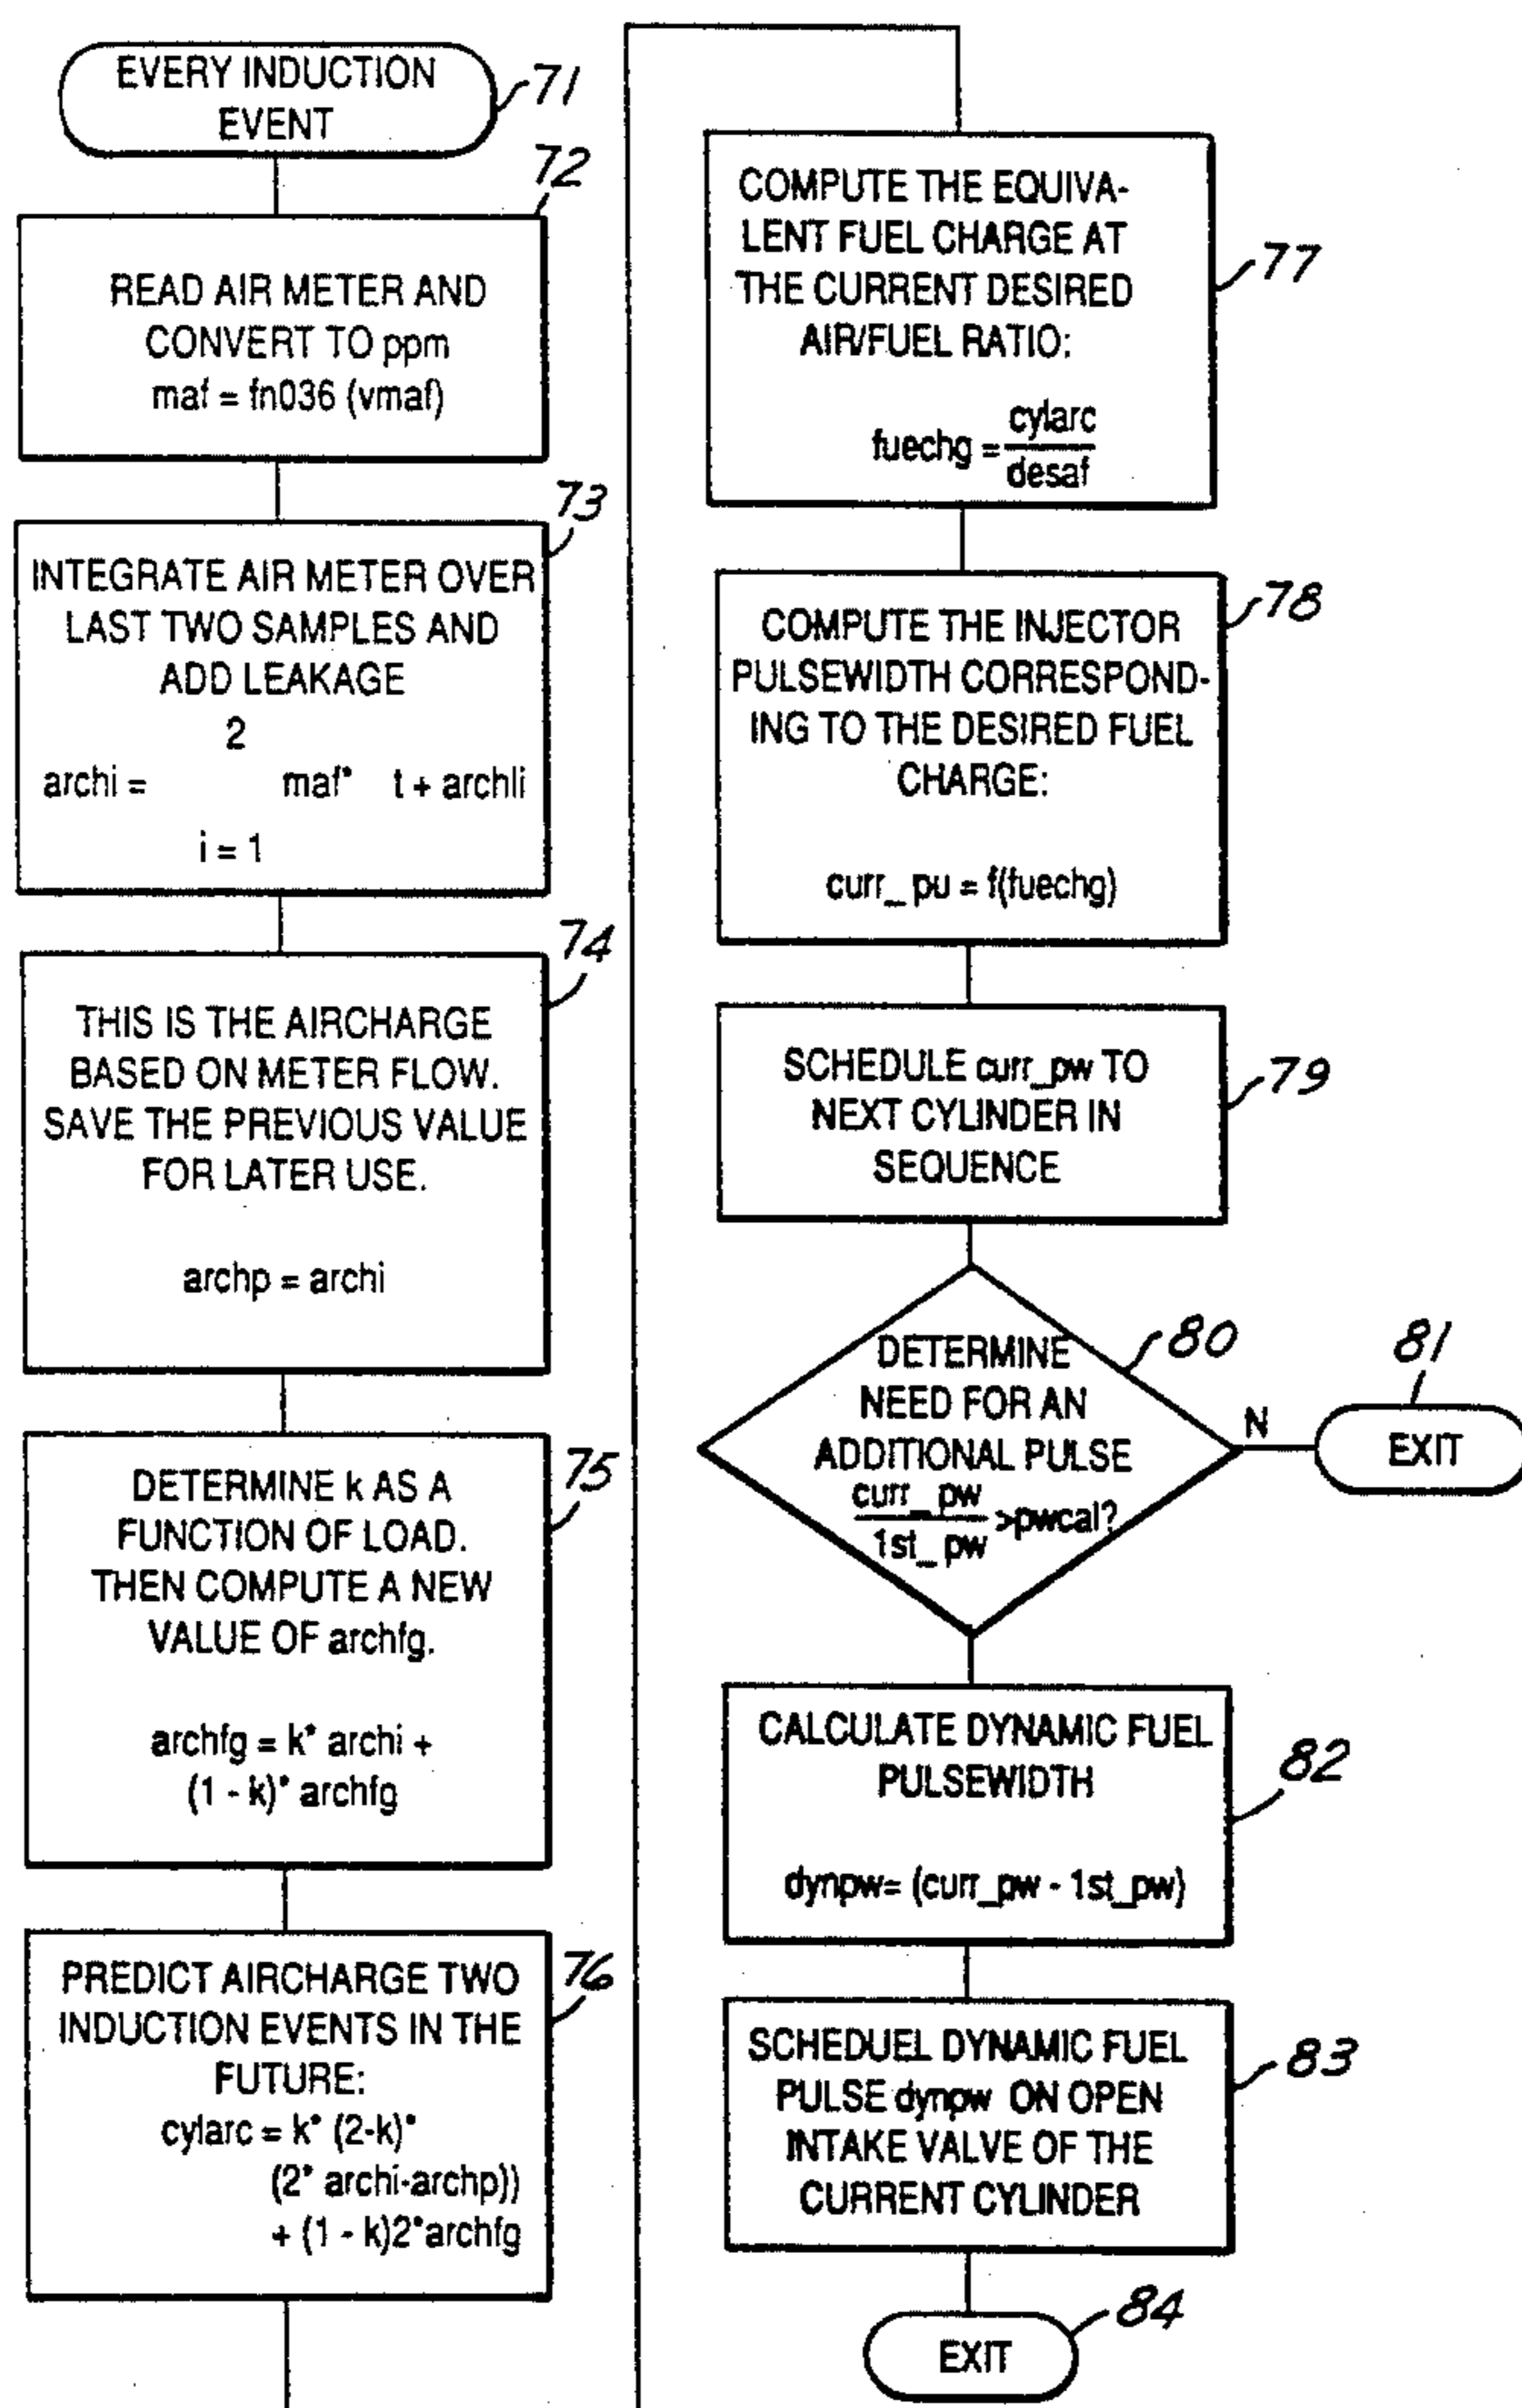 EVERY INDUCTION
EVENT
71
72
READ AIR METER AND
CONVERT TO ppm
maf = fn036 (vmaf)
73
INTEGRATE AIR METER OVER
LAST TWO SAMPLES AND
ADD LEAKAGE
2
archi = maf* t + archli
i = 1
74
THIS IS THE AIRCHARGE
BASED ON METER FLOW.
SAVE THE PREVIOUS VALUE
FOR LATER USE.
archp = archi
75
DETERMINE k AS A
FUNCTION OF LOAD.
THEN COMPUTE A NEW
VALUE OF archfg.
archfg = k* archi +
(1 - k)* archfg
76
PREDICT AIRCHARGE TWO
INDUCTION EVENTS IN THE
FUTURE:
cylarc = k* (2-k)*
(2* archi-archp))
+ (1 - k)2*archfg
77
COMPUTE THE EQUIVA-
LENT FUEL CHARGE AT
THE CURRENT DESIRED
AIR/FUEL RATIO:
fuechg = cylarc
desaf
78
COMPUTE THE INJECTOR
PULSEWIDTH CORRESPOND-
ING TO THE DESIRED FUEL
CHARGE:
curr_ pu = f(fuechg)
79
SCHEDULE curr_pw TO
NEXT CYLINDER IN
SEQUENCE
80
DETERMINE
NEED FOR AN
ADDITIONAL PULSE
curr_ pw
1st_ pw >pwcal?
N
81
EXIT
82
CALCULATE DYNAMIC FUEL
PULSEWIDTH
dynpw= (curr_pw - 1st_pw)
83
SCHEDUEL DYNAMIC FUEL
PULSE dynpw ON OPEN
INTAKE VALVE OF THE
CURRENT CYLINDER
84
EXIT